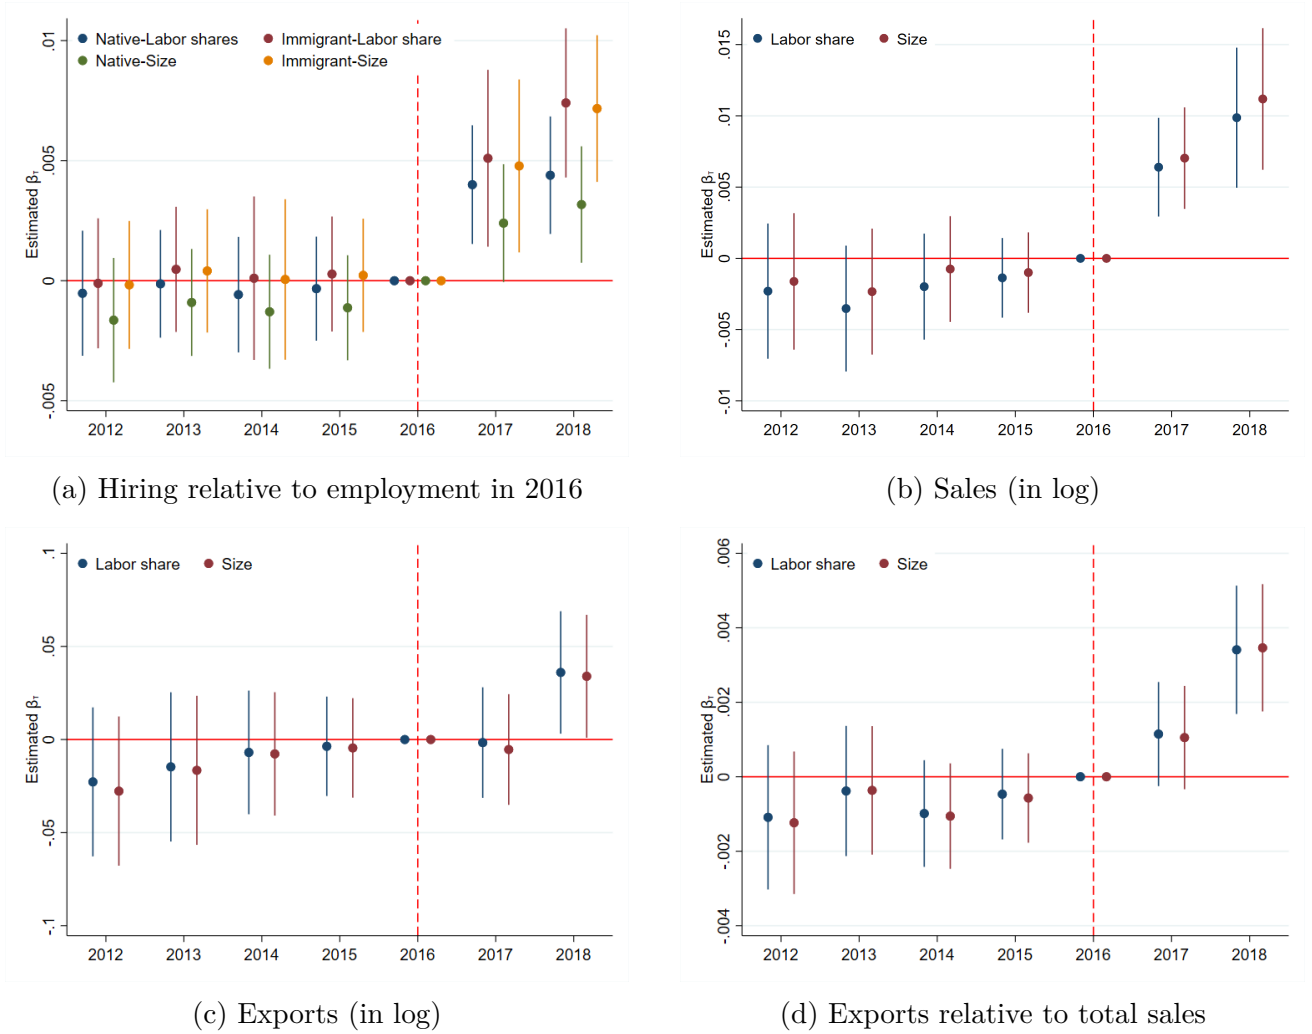 Native-Labor shares Immigrant-Labor share
Native-Size Immigrant-Size
Estimated βτ
.01
.005
0
-.005
2012 2013 2014 2015 2016 2017 2018
(a) Hiring relative to employment in 2016
Labor share Size
Estimated βτ
.015
.01
.005
0
-.005
-.01
2012 2013 2014 2015 2016 2017 2018
(b) Sales (in log)
Labor share Size
Estimated βτ
.1
.05
0
-.05
-.1
2012 2013 2014 2015 2016 2017 2018
(c) Exports (in log)
Labor share Size
Estimated βτ
.006
.004
.002
0
-.002
-.004
2012 2013 2014 2015 2016 2017 2018
(d) Exports relative to total sales